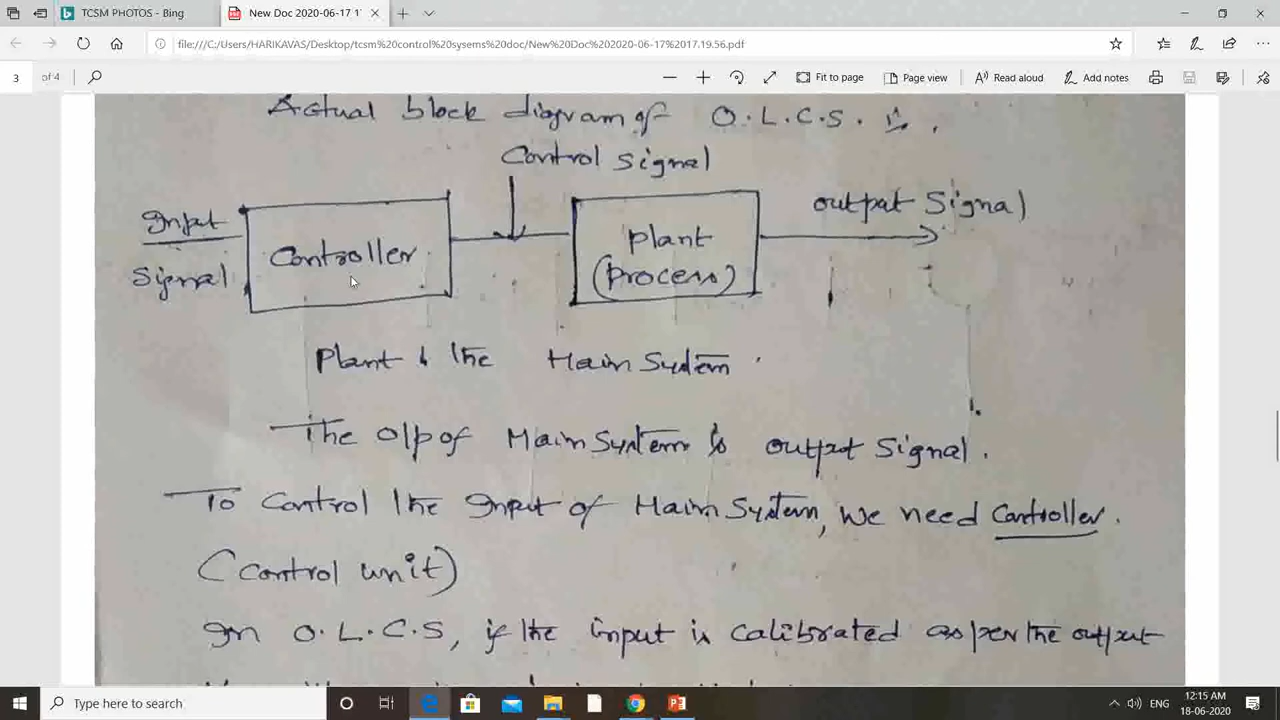 TCSM PHOTOS - Bing
New Doc 2020-06-17 1
file:///C:/Users/HARIKAVAS/Desktop/tcsm%20control%20sysems%20doc/New%20Doc%202020-06-17%2017.19.56.pdf
3 of 4 Fit to page Page view Read aloud Add notes
Actual block diagram of O.L.C.S. is.
Control Signal
Input
Signal
Controller
Plant
(Process)
output Signal
Plant is the Main System.
The o/p of Main System is output Signal.
To Control the Input of Main System, we need Controller.
(Control unit)
In O.L.C.S, if the input is calibrated as per the output
Type here to search
ENG
12:15 AM
18-06-2020